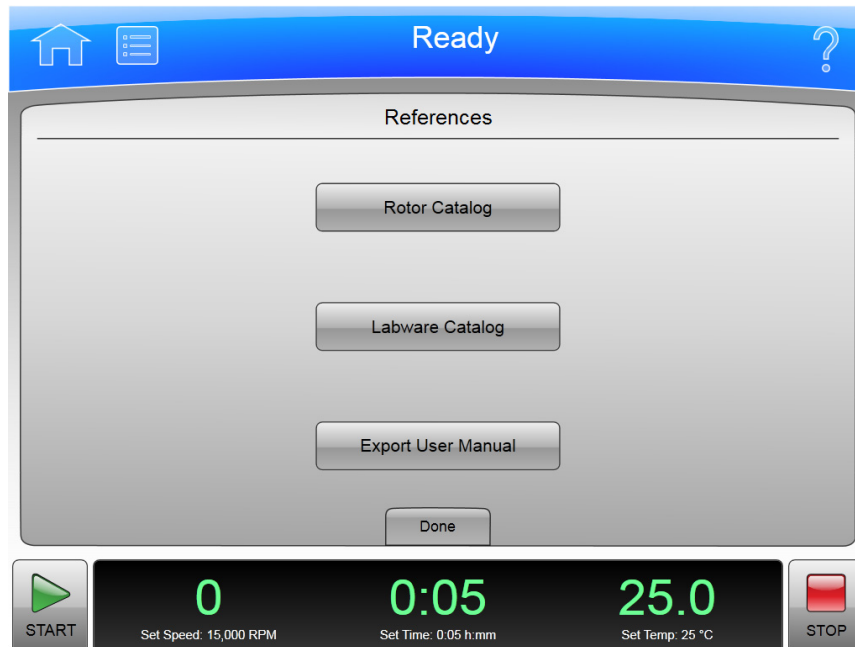 Ready
?
References
Rotor Catalog
Labware Catalog
Export User Manual
Done
START
0
0:05
25.0
STOP
Set Speed: 15,000 RPM
Set Time: 0:05 h:mm
Set Temp: 25 °C